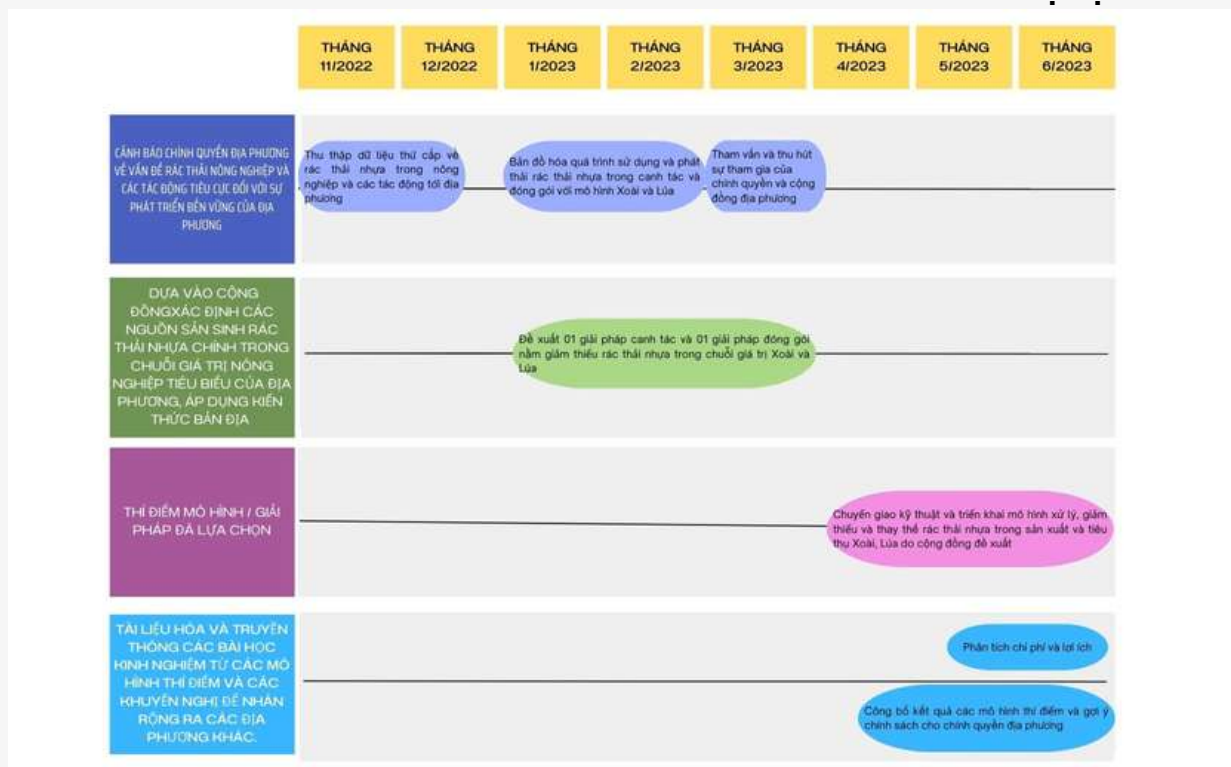 THÁNG 11/2022
THÁNG 12/2022
THÁNG 1/2023
THÁNG 2/2023
THÁNG 3/2023
THÁNG 4/2023
THÁNG 5/2023
THÁNG 6/2023
CẢNH BÁO CHÍNH QUYỀN ĐỊA PHƯƠNG
VỀ VẤN ĐỀ RÁC THẢI NÔNG NGHIỆP VÀ
CÁC TÁC ĐỘNG TIÊU CỰC ĐỐI VỚI SỰ
PHÁT TRIỂN BỀN VỮNG CỦA ĐỊA
PHƯƠNG
Thu thập dữ liệu thứ cấp về
rác thải nhựa trong nông
nghiệp và các tác động tới địa
phương
Bản đồ hóa quá trình sử dụng và phát
thải rác thải nhựa trong canh tác và
đóng gói với mô hình Xoài và Lúa
Tham vấn và thu hút
sự tham gia của
chính quyền và cộng
đồng địa phương
DỰA VÀO CỘNG
ĐỒNGXÁC ĐỊNH CÁC
NGUỒN SẢN SINH RÁC
THẢI NHỰA CHÍNH TRONG
CHUỖI GIÁ TRỊ NÔNG
NGHIỆP TIÊU BIỂU CỦA ĐỊA
PHƯƠNG, ÁP DỤNG KIẾN
THỨC BẢN ĐỊA
Đề xuất 01 giải pháp canh tác và 01 giải pháp đóng gói
nằm giảm thiểu rác thải nhựa trong chuỗi giá trị Xoài và
Lúa
THÍ ĐIỂM MÔ HÌNH / GIẢI
PHÁP ĐÃ LỰA CHỌN
Chuyển giao kỹ thuật và triển khai mô hình xử lý, giảm
thiểu và thay thế rác thải nhựa trong sản xuất và tiêu
thụ Xoài, Lúa do cộng đồng đề xuất
TÀI LIỆU HÓA VÀ TRUYỀN
THÔNG CÁC BÀI HỌC
KINH NGHIỆM TỪ CÁC MÔ
HÌNH THÍ ĐIỂM VÀ CÁC
KHUYẾN NGHỊ ĐỂ NHÂN
RỘNG RA CÁC ĐỊA
PHƯƠNG KHÁC.
Phân tích chi phí và lợi ích
Công bố kết quả các mô hình thí điểm và gợi ý
chính sách cho chính quyền địa phương